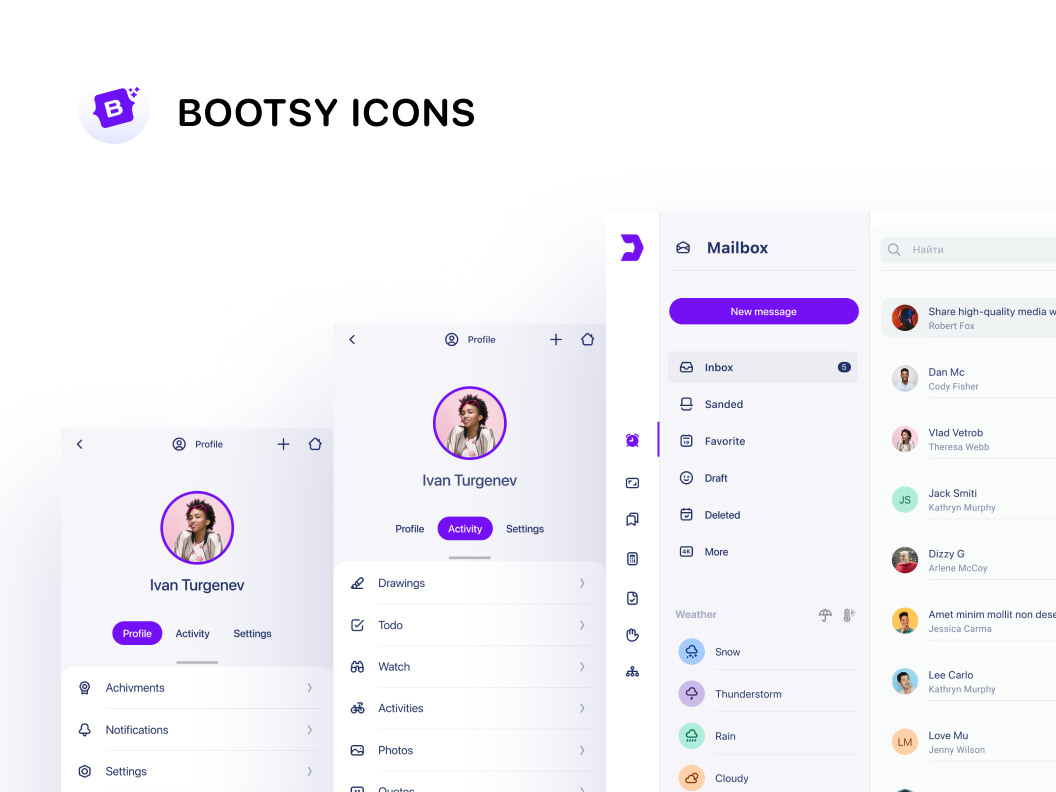 B
BOOTSY ICONS
Profile
Ivan Turgenev
Profile
Activity
Settings
Achivments
Notifications
Settings
Profile
Ivan Turgenev
Profile
Activity
Settings
Drawings
Todo
Watch
Activities
Photos
Quotes
Mailbox
New message
Inbox
5
Sanded
Favorite
Draft
Deleted
4K
More
Weather
Snow
Thunderstorm
Rain
Cloudy
Найти
Share high-quality media w
Robert Fox
Dan Mc
Cody Fisher
Vlad Vetrob
Theresa Webb
JS
Jack Smiti
Kathryn Murphy
Dizzy G
Arlene McCoy
Amet minim mollit non dese
Jessica Carma
Lee Carlo
Kathryn Murphy
LM
Love Mu
Jenny Wilson